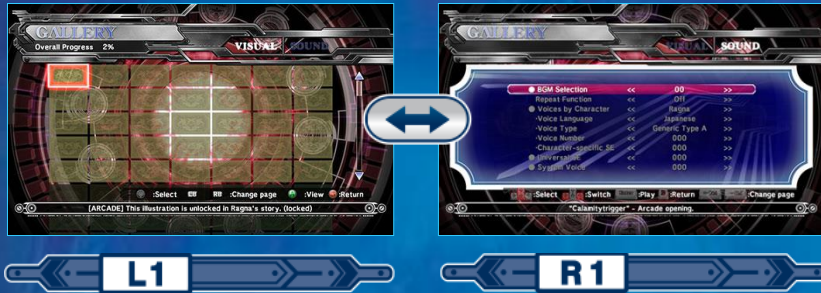 GALLERY
Overall Progress 2%
VISUAL SOUND
:Select LB RB :Change page :View :Return
[ARCADE] This illustration is unlocked in Ragna's story. (locked)
GALLERY
VISUAL SOUND
BGM Selection << 00 >>
Repeat Function << Off >>
Voices by Character << Ragna >>
·Voice Language << Japanese >>
·Voice Type << Generic Type A >>
·Voice Number << 000 >>
·Character-specific SE << 000 >>
Universal SE << 000 >>
System Voice << 000 >>
:Select :Switch :Play :Return :Change page
"Calamitytrigger" - Arcade opening.
L1
R1